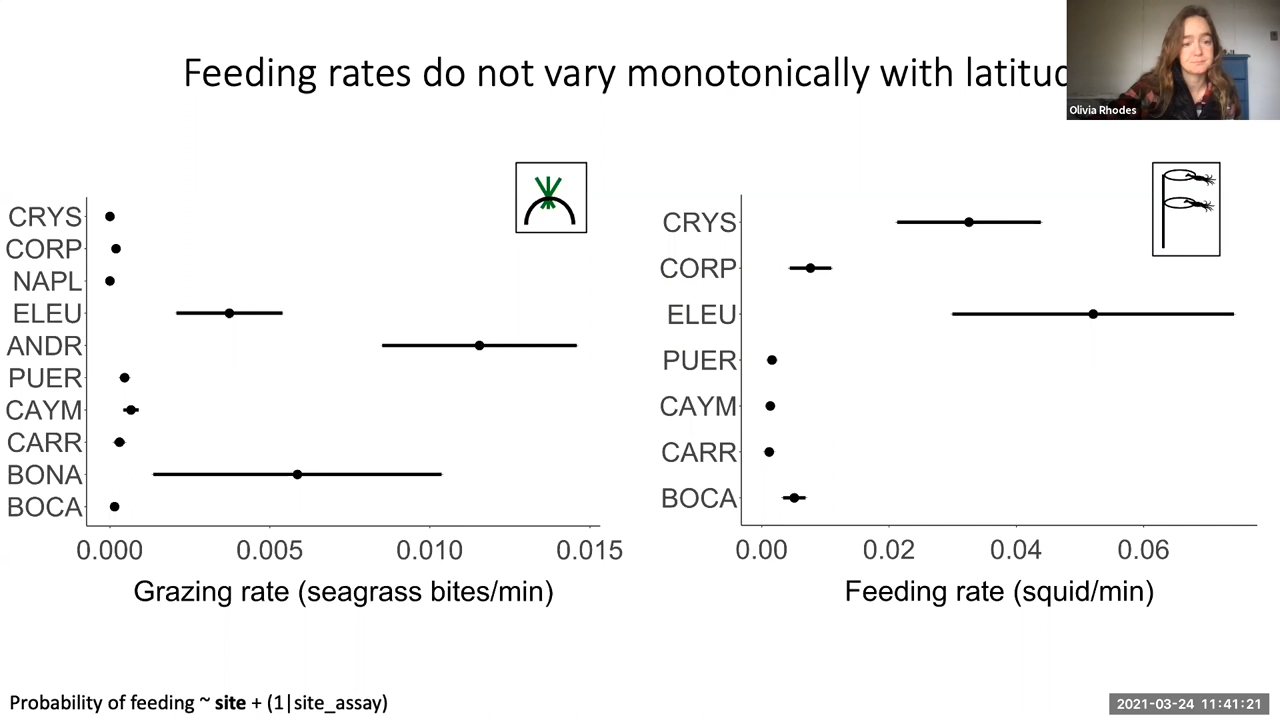 Feeding rates do not vary monotonically with
Olivia Rhodes
CRYS
CORP
NAPL
ELEU
ANDR
PUER
CAYM
CARR
BONA
BOCA
0.000 0.005 0.010 0.015
Grazing rate (seagrass bites/min)
CRYS
CORP
ELEU
PUER
CAYM
CARR
BOCA
0.00 0.02 0.04 0.06
Feeding rate (squid/min)
Probability of feeding ~ site + (1|site_assay)
2021-03-24 11:41:21